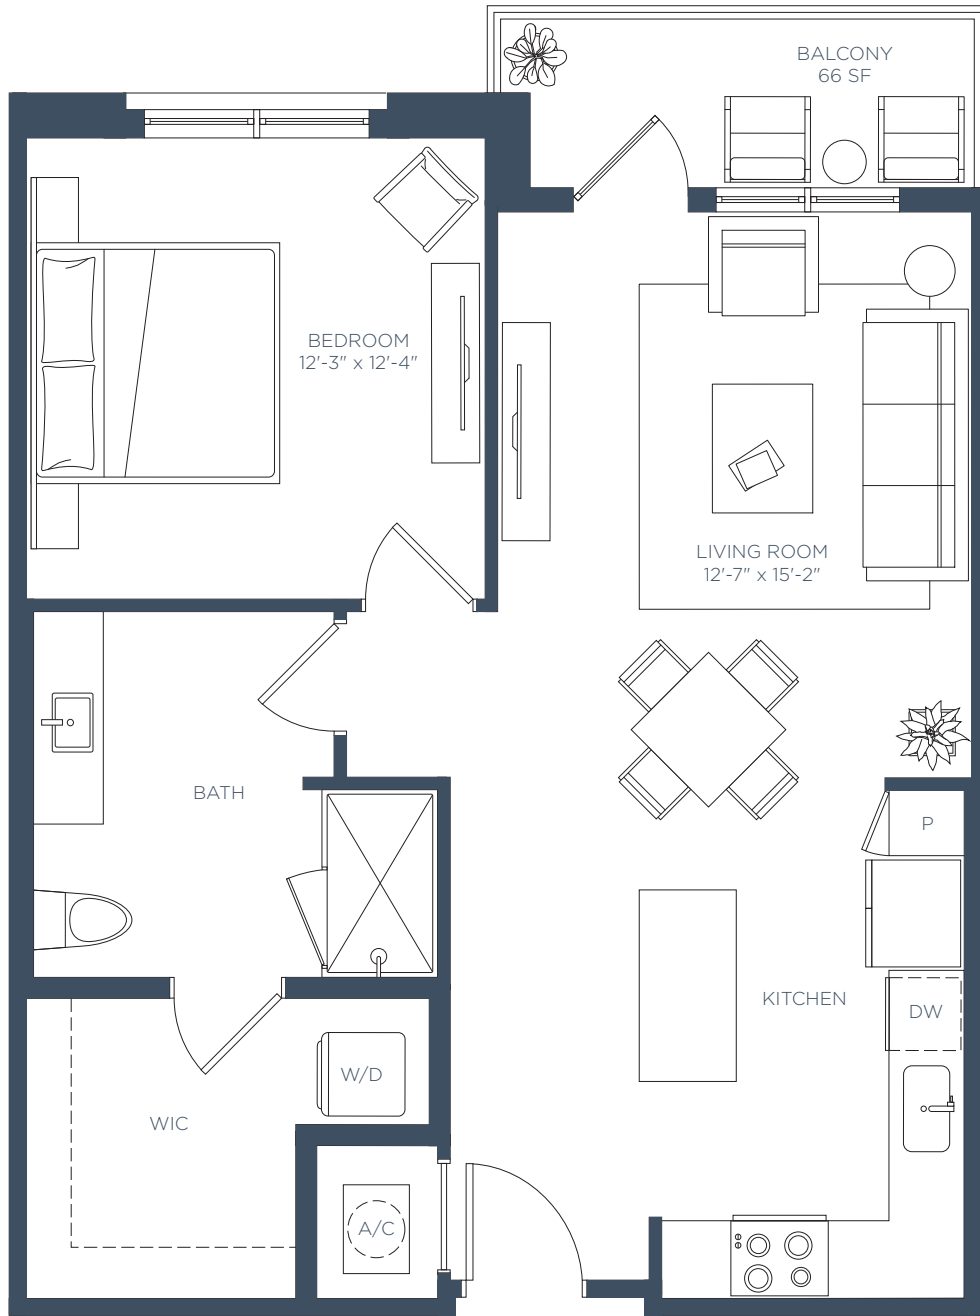 BALCONY
66 SF
BEDROOM
12'-3" x 12'-4"
LIVING ROOM
12'-7" x 15'-2"
BATH
P
KITCHEN
DW
W/D
WIC
A/C